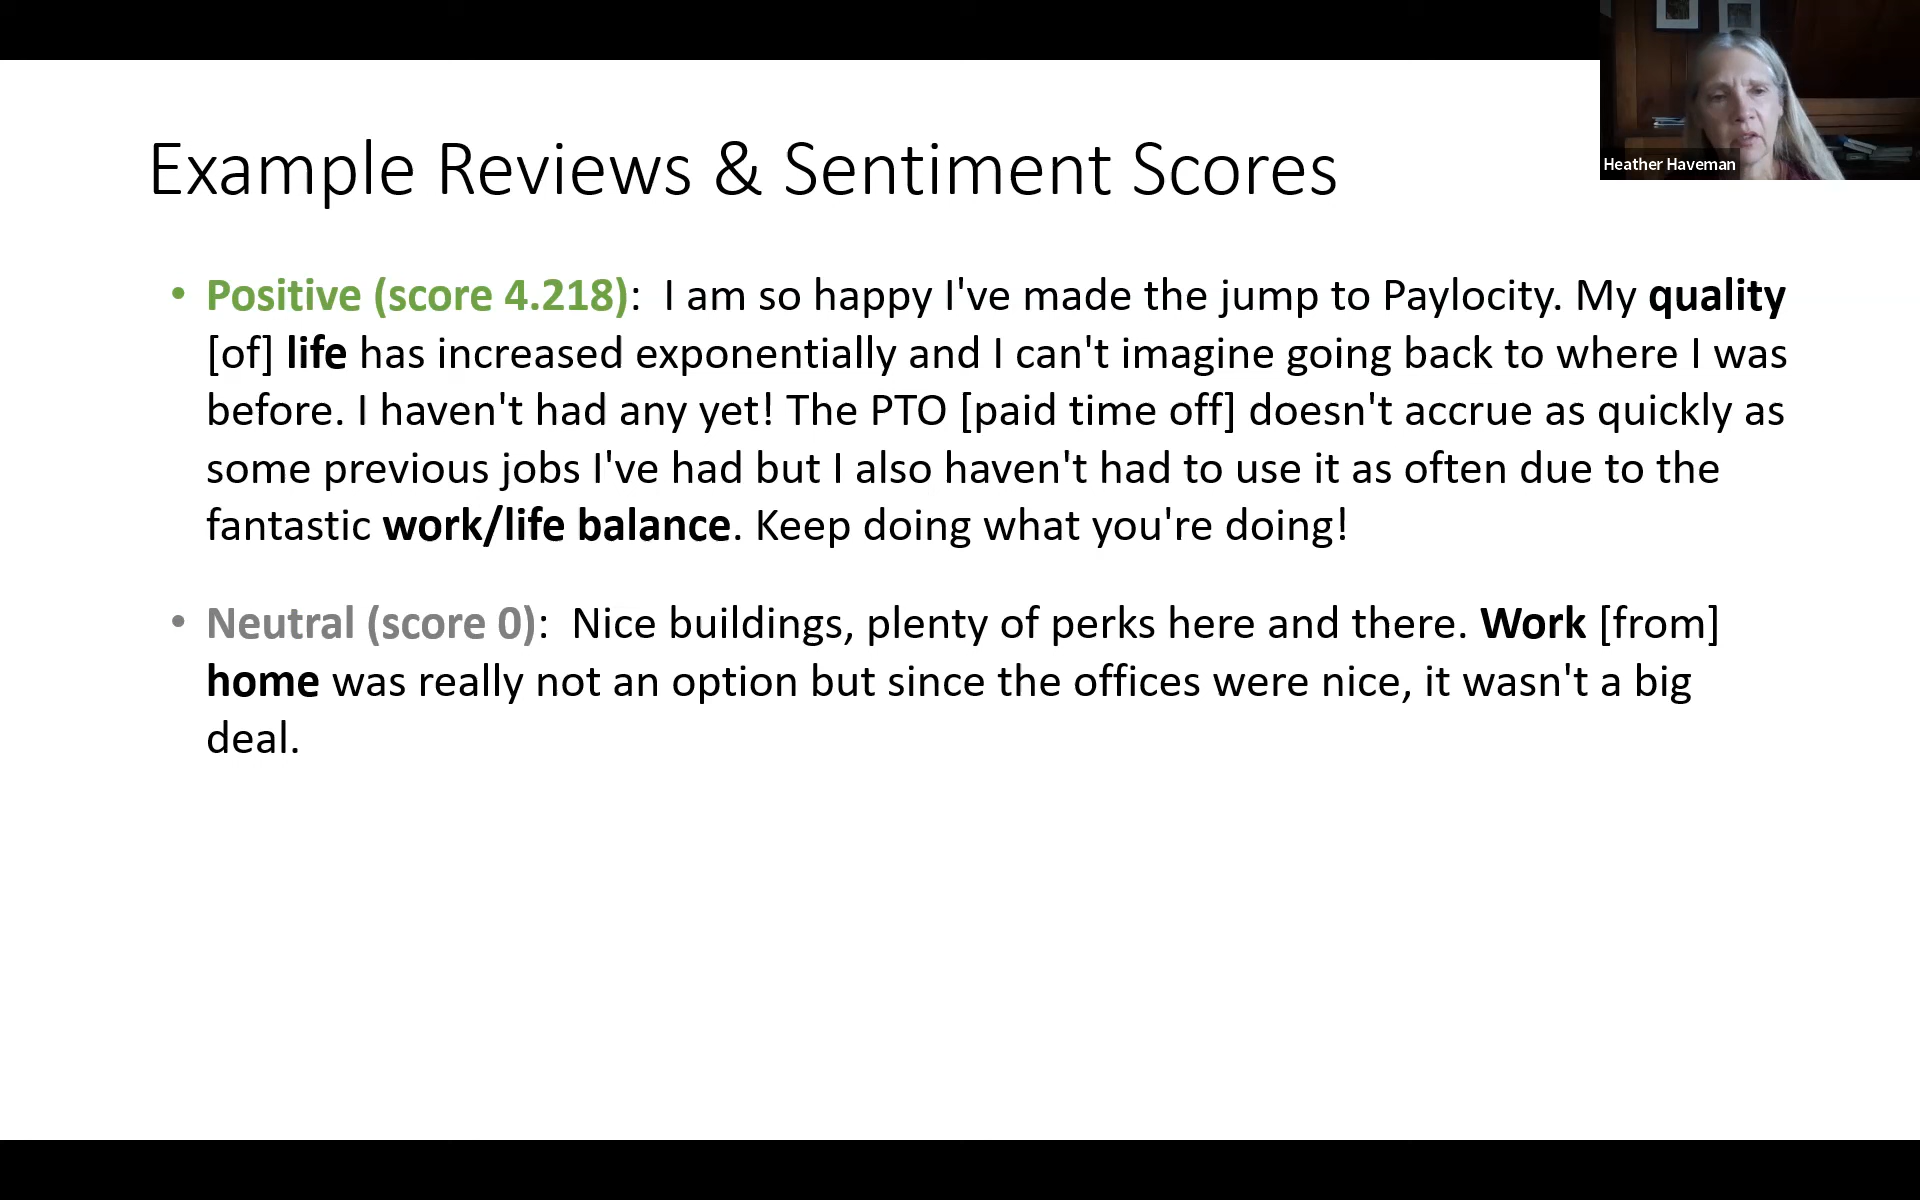 Heather Haveman
Example Reviews & Sentiment Scores
• Positive (score 4.218):  I am so happy I've made the jump to Paylocity. My quality
[of] life has increased exponentially and I can't imagine going back to where I was
before. I haven't had any yet! The PTO [paid time off] doesn't accrue as quickly as
some previous jobs I've had but I also haven't had to use it as often due to the
fantastic work/life balance. Keep doing what you're doing!
• Neutral (score 0):  Nice buildings, plenty of perks here and there. Work [from]
home was really not an option but since the offices were nice, it wasn't a big
deal.